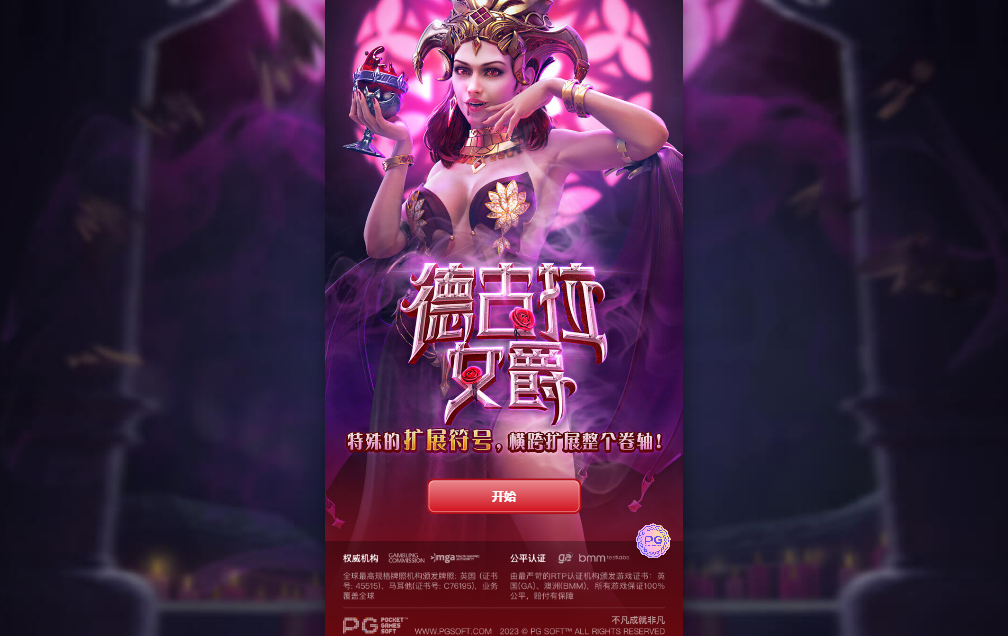 德古拉
女爵
特殊的扩展符号，横跨扩展整个卷轴！
开始
PG
权威机构 GAMBLING COMMISSION mga
全球最高规格牌照机构颁发牌照: 英国 (证书
号: 45515)、马耳他(证书号: C76195)，业务
覆盖全球
公平认证 ga bmm testlabs
由最严苛的RTP认证机构颁发游戏证书：英
国(GA)、澳洲(BMM)，所有游戏保证100%
公平，赔付有保障
不凡成就非凡
PG POCKET GAMES SOFT WWW.PGSOFT.COM 2023 © PG SOFT™ ALL RIGHTS RESERVED